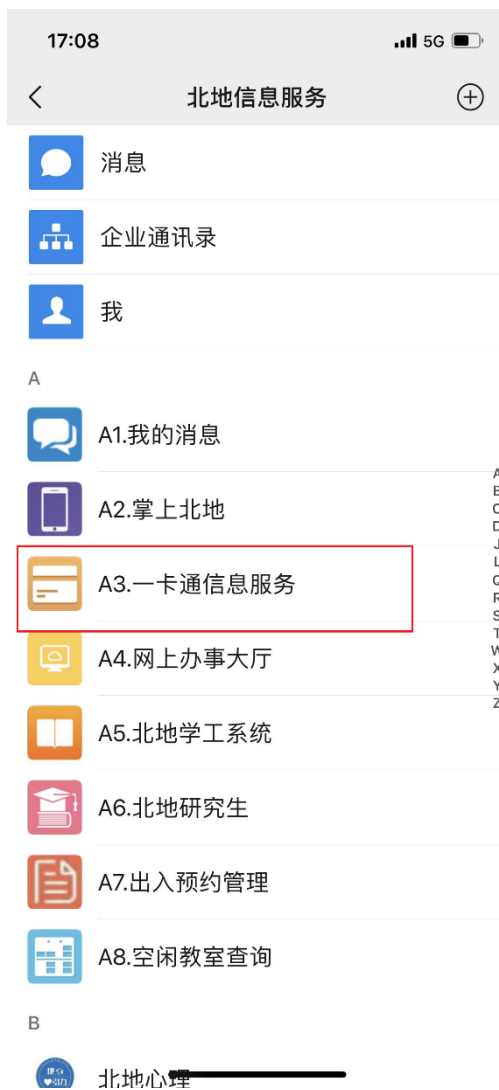 17:08
5G
北地信息服务
消息
企业通讯录
我
A
A1.我的消息
A2.掌上北地
A3.一卡通信息服务
A4.网上办事大厅
A5.北地学工系统
A6.北地研究生
A7.出入预约管理
A8.空闲教室查询
B
北地心理
A
B
C
D
J
L
Q
R
S
T
W
X
Y
Z